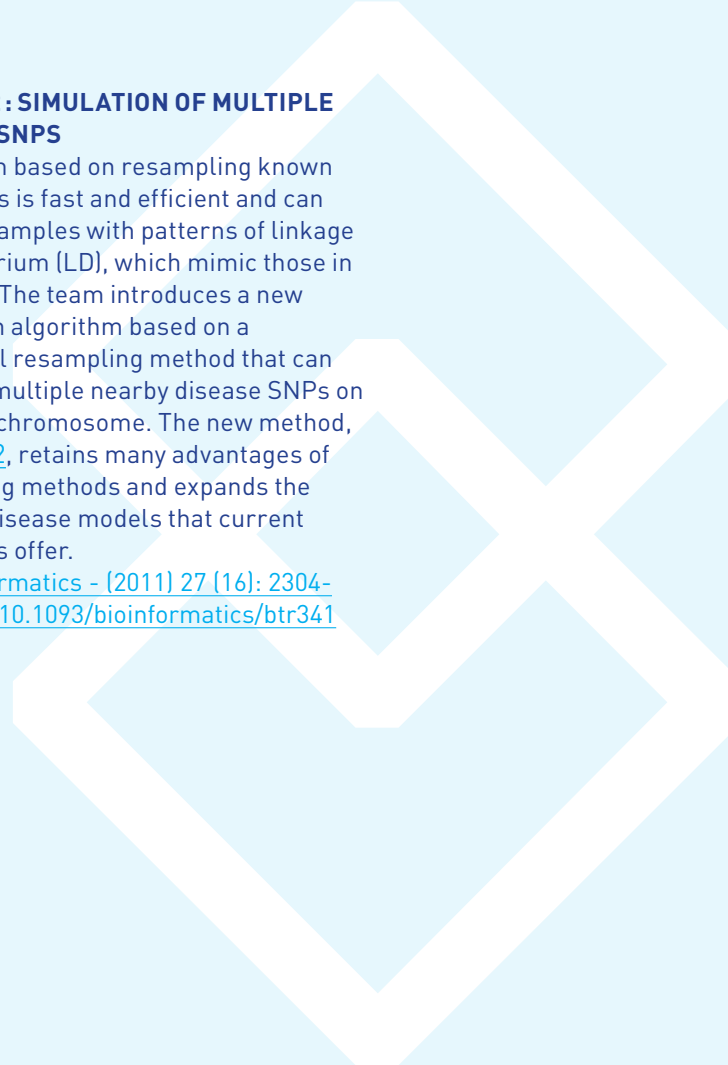 : SIMULATION OF MULTIPLE
SNPS
n based on resampling known
s is fast and efficient and can
amples with patterns of linkage
rium (LD), which mimic those in
The team introduces a new
n algorithm based on a
l resampling method that can
multiple nearby disease SNPs on
chromosome. The new method,
2, retains many advantages of
g methods and expands the
isease models that current
s offer.
rmatics - (2011) 27 (16): 2304-
10.1093/bioinformatics/btr341